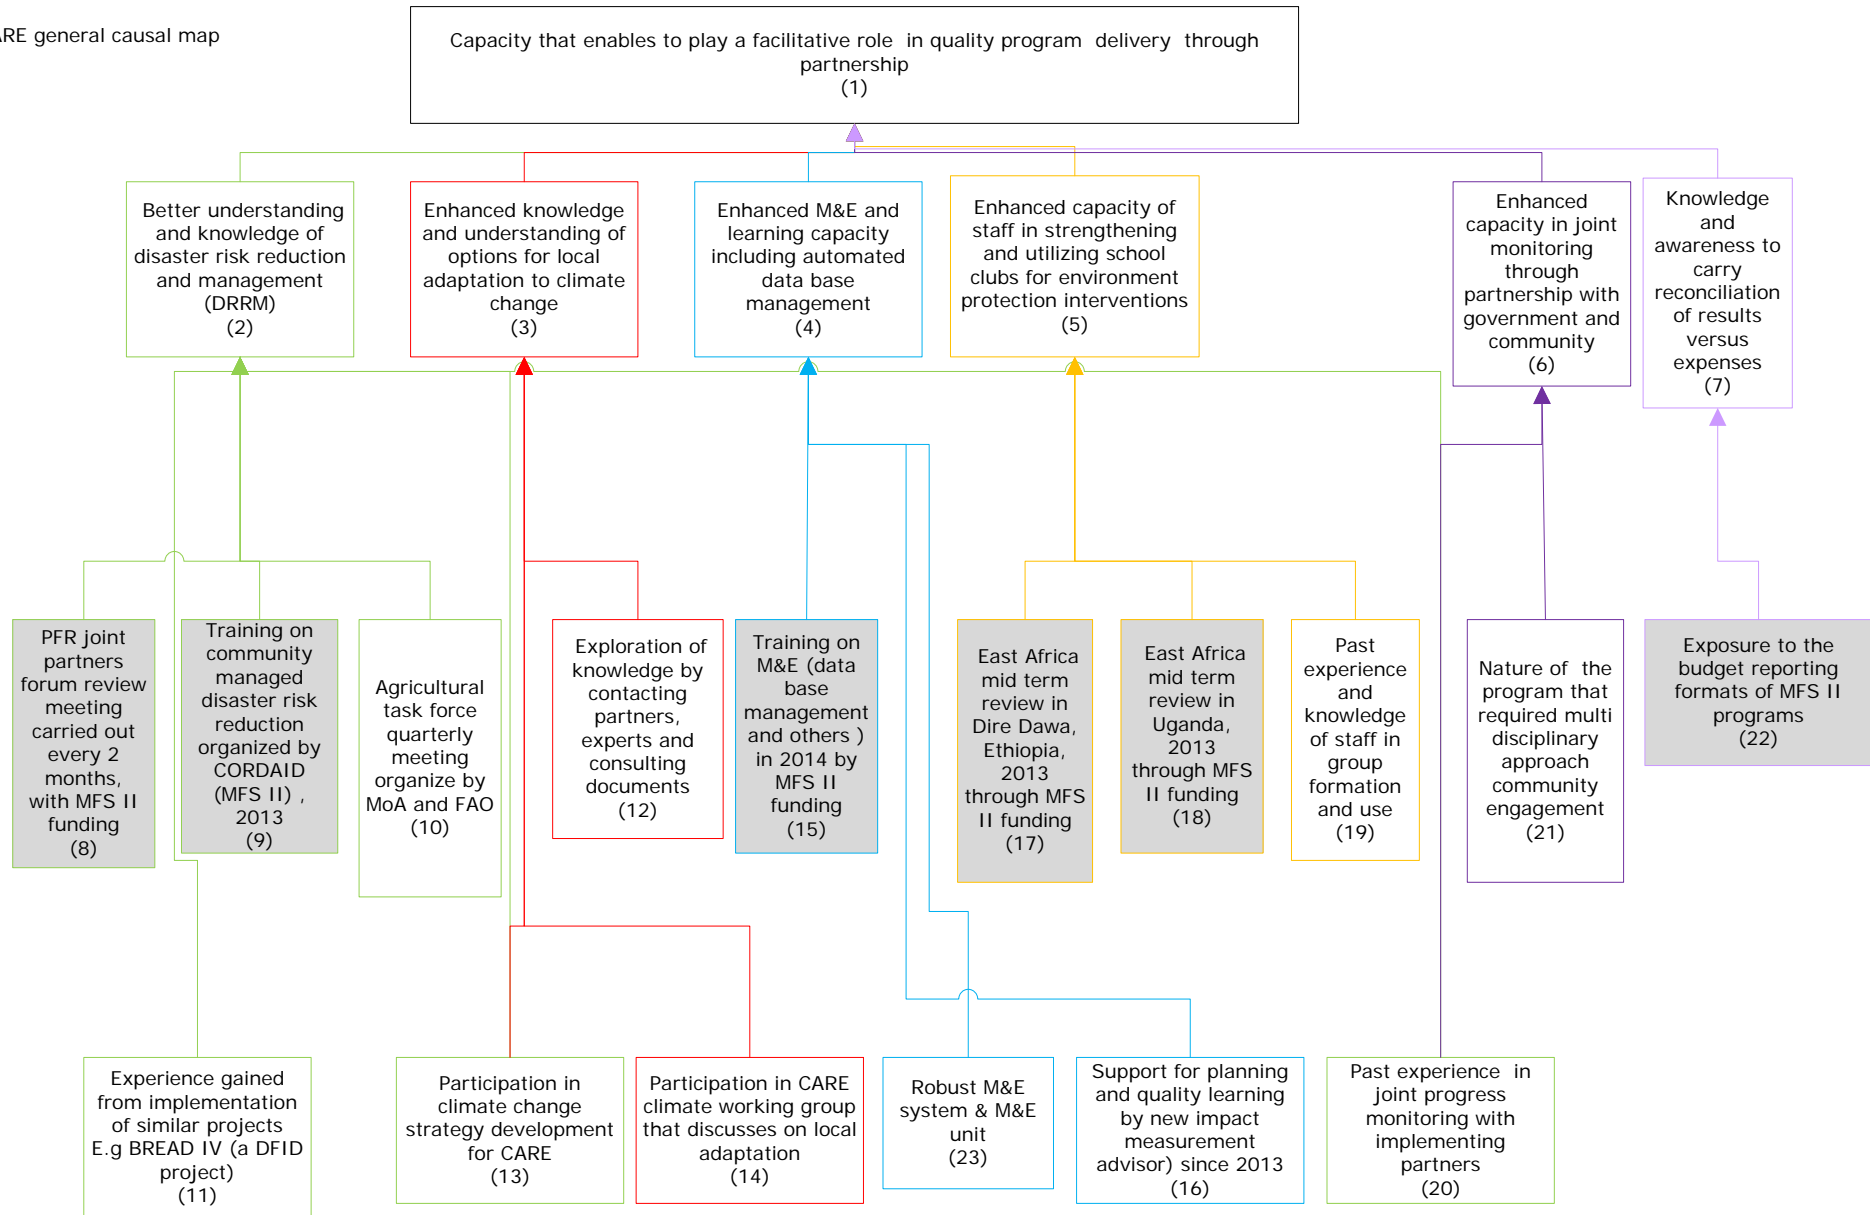 ARE general causal map
Capacity that enables to play a facilitative role in quality program delivery through
partnership
(1)
Better understanding
and knowledge of
disaster risk reduction
and management
(DRRM)
(2)
Enhanced knowledge
and understanding of
options for local
adaptation to climate
change
(3)
Enhanced M&E and
learning capacity
including automated
data base
management
(4)
Enhanced capacity of
staff in strengthening
and utilizing school
clubs for environment
protection interventions
(5)
Enhanced
capacity in joint
monitoring
through
partnership with
government and
community
(6)
Knowledge
and
awareness to
carry
reconciliation
of results
versus
expenses
(7)
PFR joint
partners
forum review
meeting
carried out
every 2
months,
with MFS II
funding
(8)
Training on
community
managed
disaster risk
reduction
organized by
CORDAID
(MFS II) ,
2013
(9)
Agricultural
task force
quarterly
meeting
organize by
MoA and FAO
(10)
Exploration of
knowledge by
contacting
partners,
experts and
consulting
documents
(12)
Training on
M&E (data
base
management
and others )
in 2014 by
MFS II
funding
(15)
East Africa
mid term
review in
Dire Dawa,
Ethiopia,
2013
through MFS
II funding
(17)
East Africa
mid term
review in
Uganda,
2013
through MFS
II funding
(18)
Past
experience
and
knowledge
of staff in
group
formation
and use
(19)
Nature of the
program that
required multi
disciplinary
approach
community
engagement
(21)
Exposure to the
budget reporting
formats of MFS II
programs
(22)
Experience gained
from implementation
of similar projects
E.g BREAD IV (a DFID
project)
(11)
Participation in
climate change
strategy development
for CARE
(13)
Participation in CARE
climate working group
that discusses on local
adaptation
(14)
Robust M&E
system & M&E
unit
(23)
Support for planning
and quality learning
by new impact
measurement
advisor) since 2013
(16)
Past experience in
joint progress
monitoring with
implementing
partners
(20)